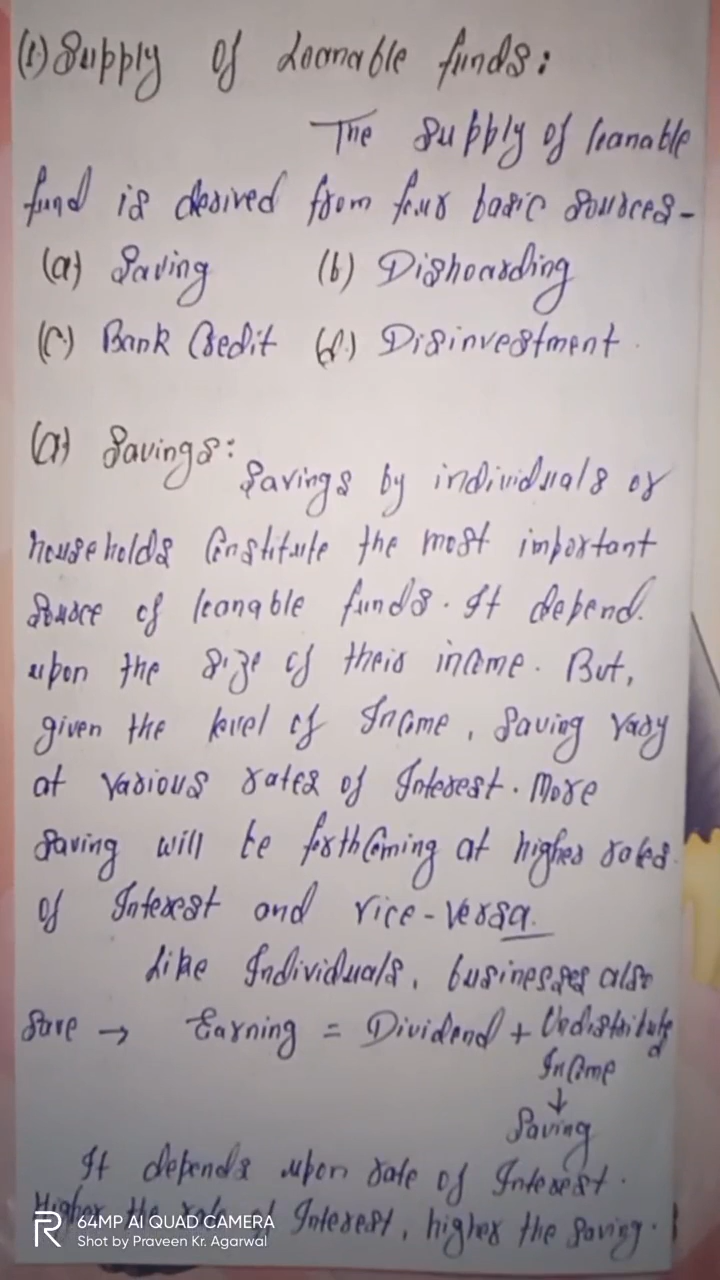 (1) Supply of Loanable funds:
The supply of loanable
fund is derived from four basic sources-
(a) Saving (b) Dishoarding
(c) Bank Credit (d) Disinvestment.
(a) Savings:
Savings by individuals or
households Constitute the most important
source of loanable funds. It depend
upon the size of their income. But,
given the level of Income, saving vary
at various rates of Interest. More
saving will be forthcoming at higher rates
of Interest and vice-versa.
Like Individuals, businesses also
save → Earning = Dividend + Undistributed
Income
↓
Saving
It depends upon rate of Interest.
Higher the rate of Interest, higher the saving.
64MP AI QUAD CAMERA
Shot by Praveen Kr. Agarwal